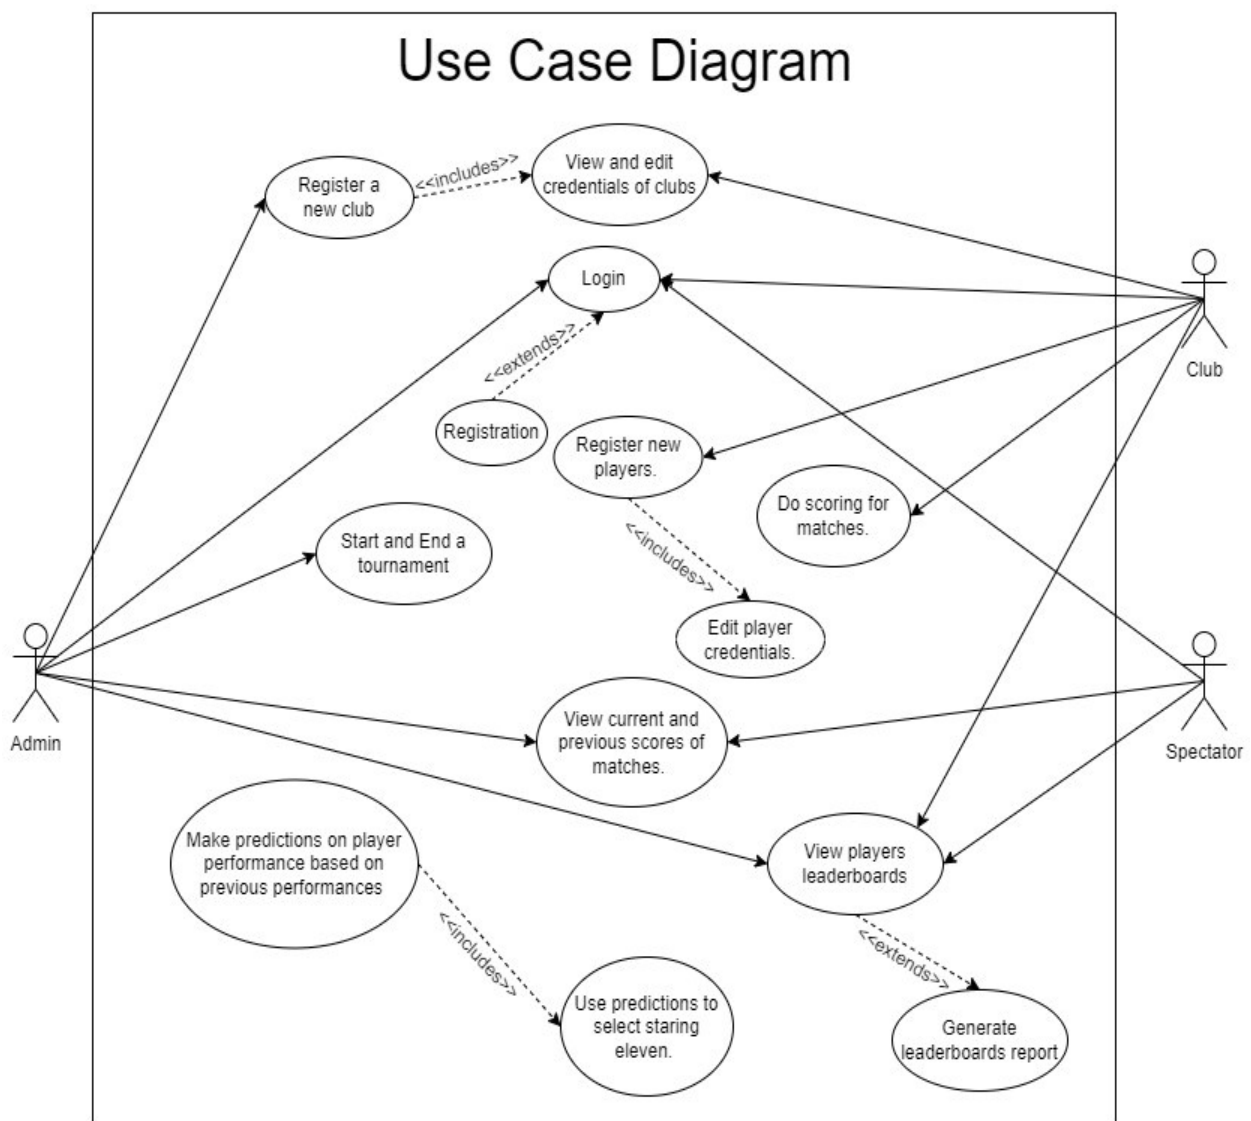 Use Case Diagram
Register a
new club
<<includes>>
View and edit
credentials of clubs
Login
<<extends>>
Club
Registration
Register new
players.
Do scoring for
matches.
<<includes>>
Start and End a
tournament
Edit player
credentials.
Admin
View current and
previous scores of
matches.
Spectator
Make predictions on player
performance based on
previous performances
View players
leaderboards
<<includes>>
<<extends>>
Use predictions to
select staring
eleven.
Generate
leaderboards report